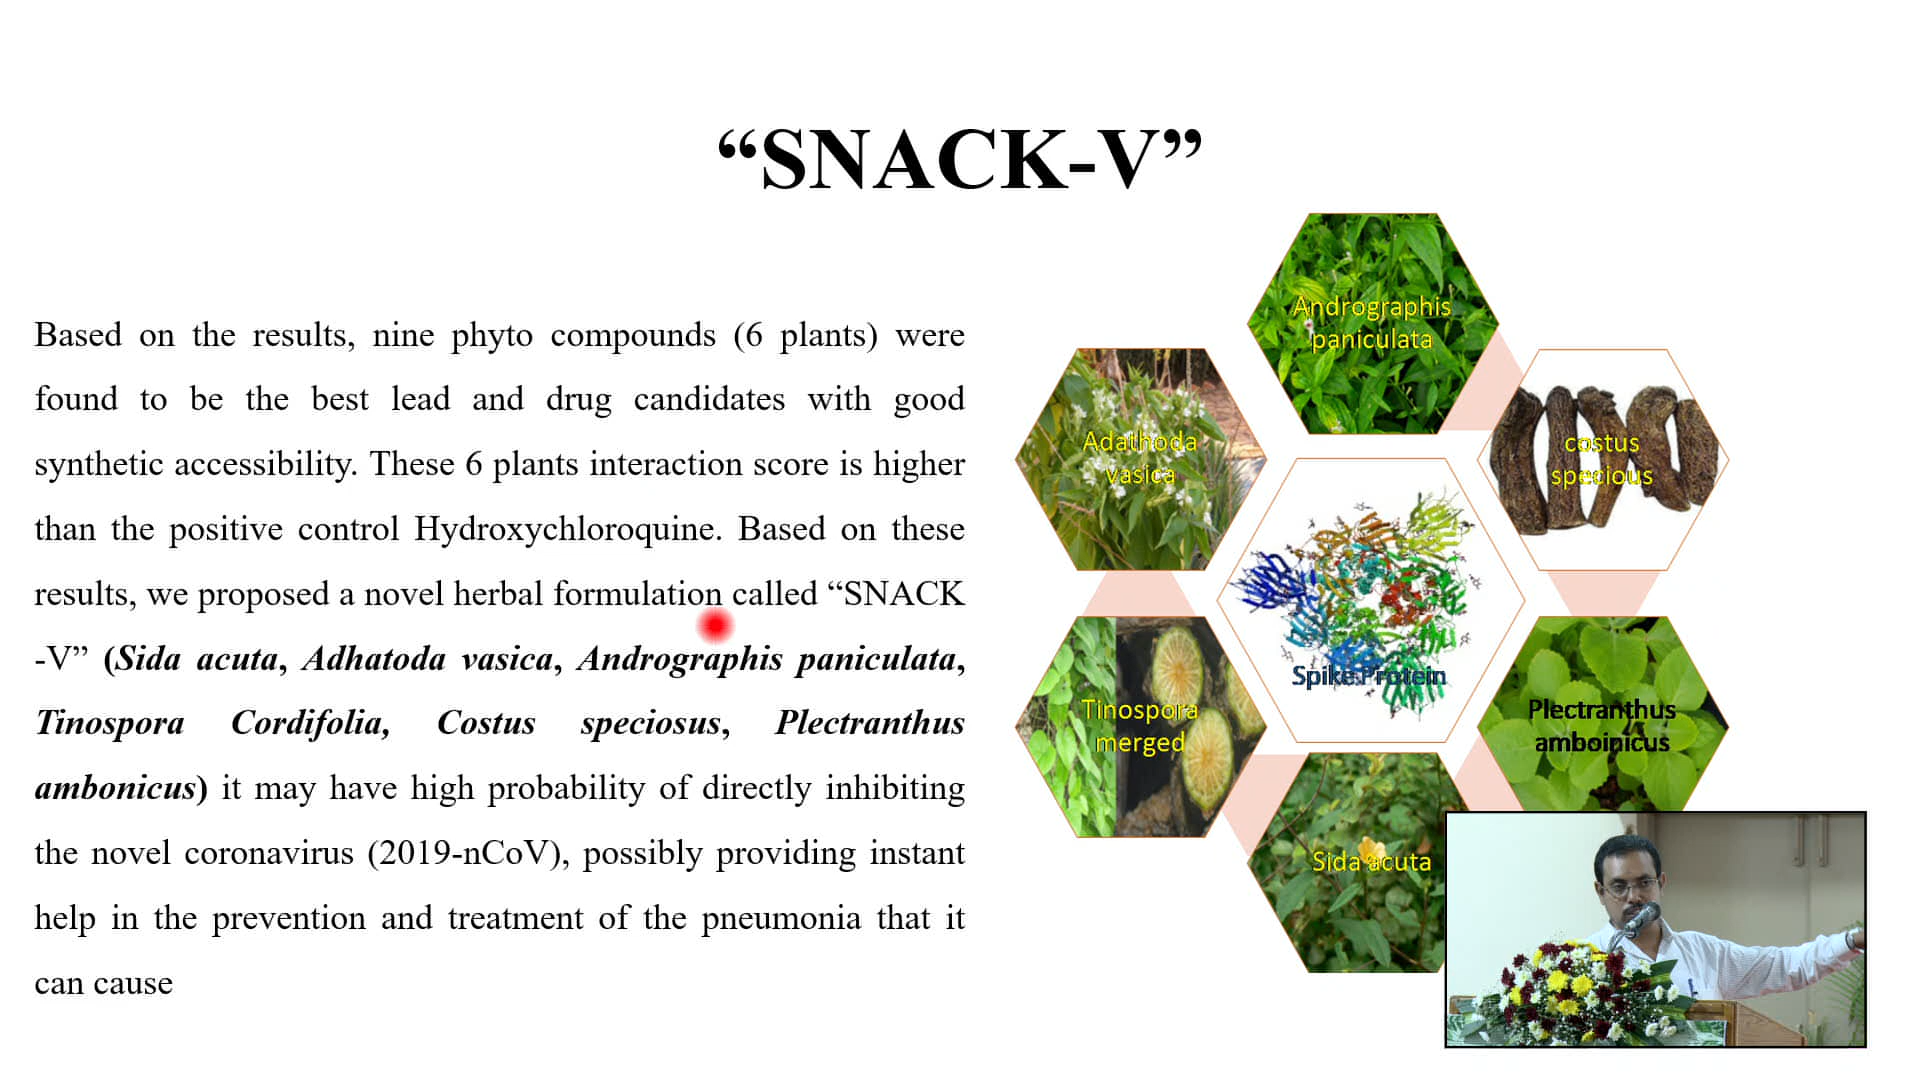 “SNACK-V”
Based on the results, nine phyto compounds (6 plants) were
found to be the best lead and drug candidates with good
synthetic accessibility. These 6 plants interaction score is higher
than the positive control Hydroxychloroquine. Based on these
results, we proposed a novel herbal formulation called “SNACK
-V” (Sida acuta, Adhatoda vasica, Andrographis paniculata,
Tinospora Cordifolia, Costus speciosus, Plectranthus
ambonicus) it may have high probability of directly inhibiting
the novel coronavirus (2019-nCoV), possibly providing instant
help in the prevention and treatment of the pneumonia that it
can cause
Andrographis
paniculata
Adathoda
vasica
costus
specious
Spike Protein
Tinospora
merged
Plectranthus
amboinicus
Sida acuta